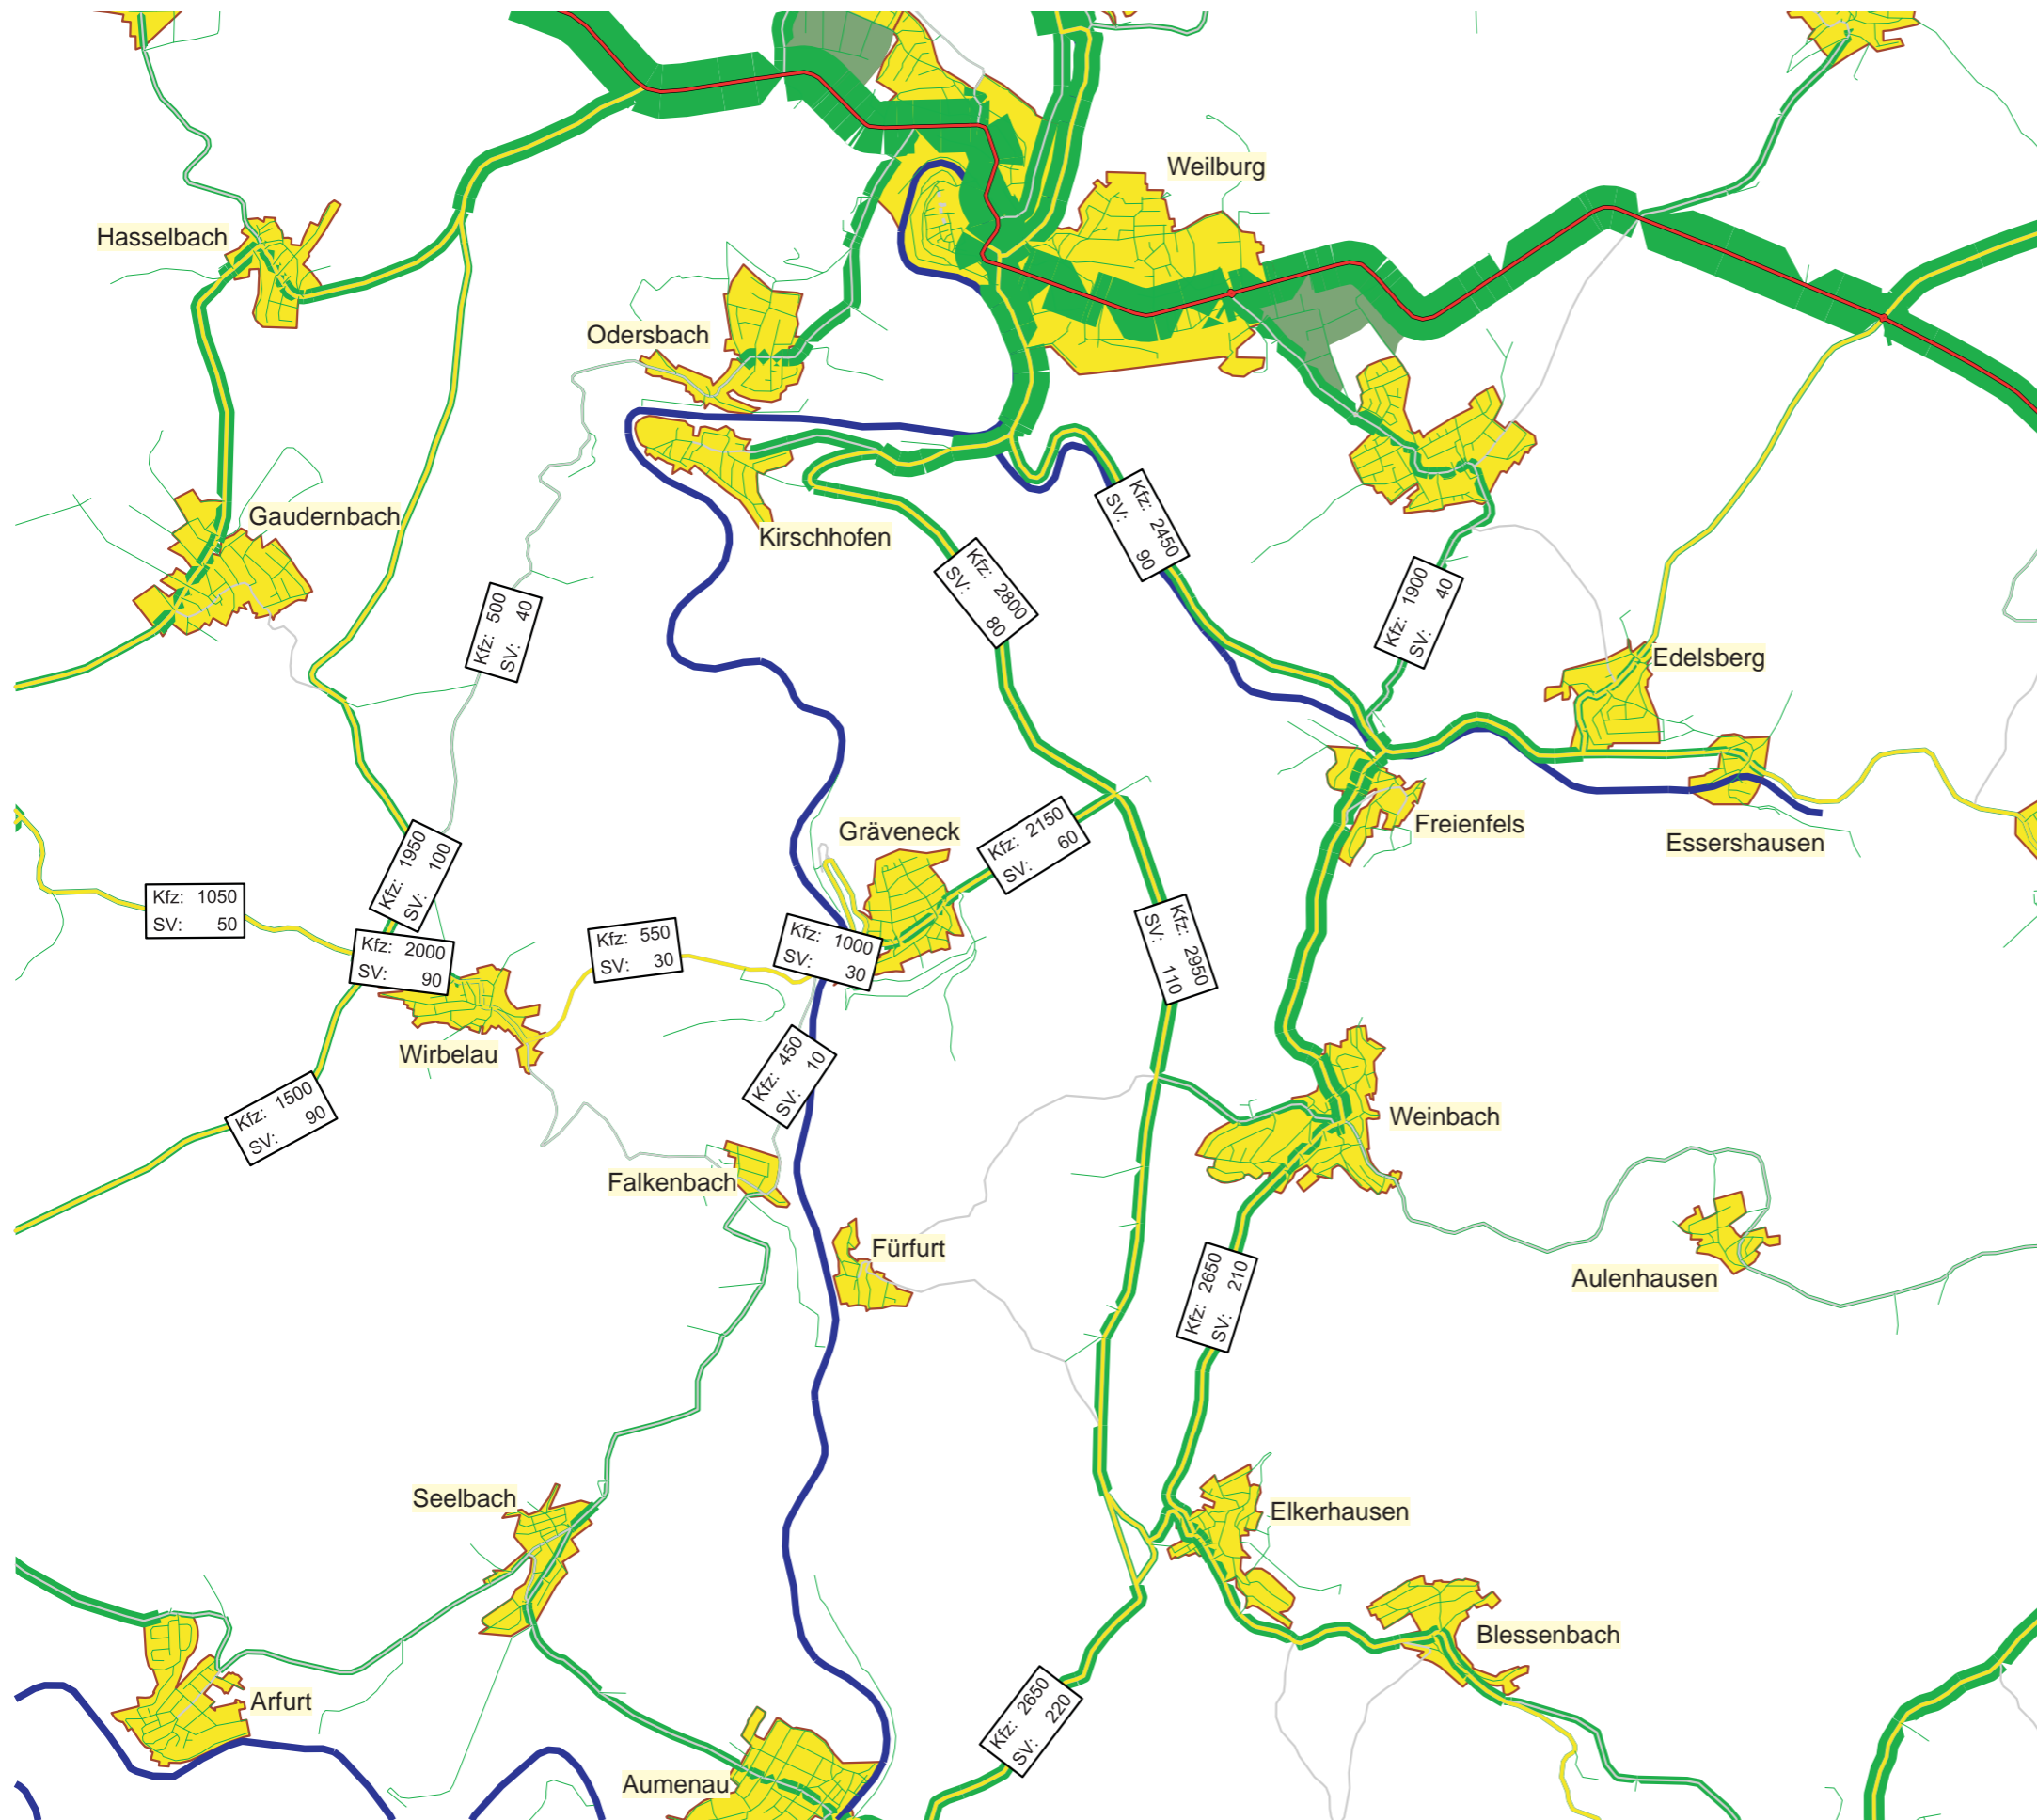 Weilburg
Hasselbach
Odersbach
Gaudernbach
Kirschhofen
Kfz: 2450
SV: 90
Kfz: 2800
SV: 80
Kfz: 1900
SV: 40
Kfz: 500
SV: 40
Edelsberg
Gräveneck
Freienfels
Essershausen
Kfz: 2150
SV: 60
Kfz: 1950
SV: 100
Kfz: 1050
SV: 50
Kfz: 2000
SV: 90
Kfz: 550
SV: 30
Kfz: 1000
SV: 30
Kfz: 2950
SV: 110
Wirbelau
Kfz: 450
SV: 10
Kfz: 1500
SV: 90
Weinbach
Falkenbach
Fürfurt
Aulenhausen
Kfz: 2650
SV: 210
Seelbach
Elkerhausen
Blessenbach
Arfurt
Kfz: 2650
SV: 220
Aumenau